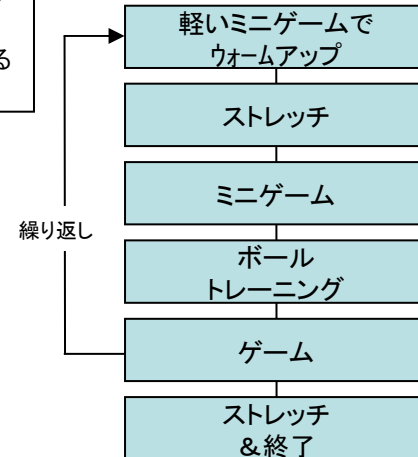 る
軽いミニゲームで
ウォームアップ
ストレッチ
ミニゲーム
繰り返し
ボール
トレーニング
ゲーム
ストレッチ
＆終了